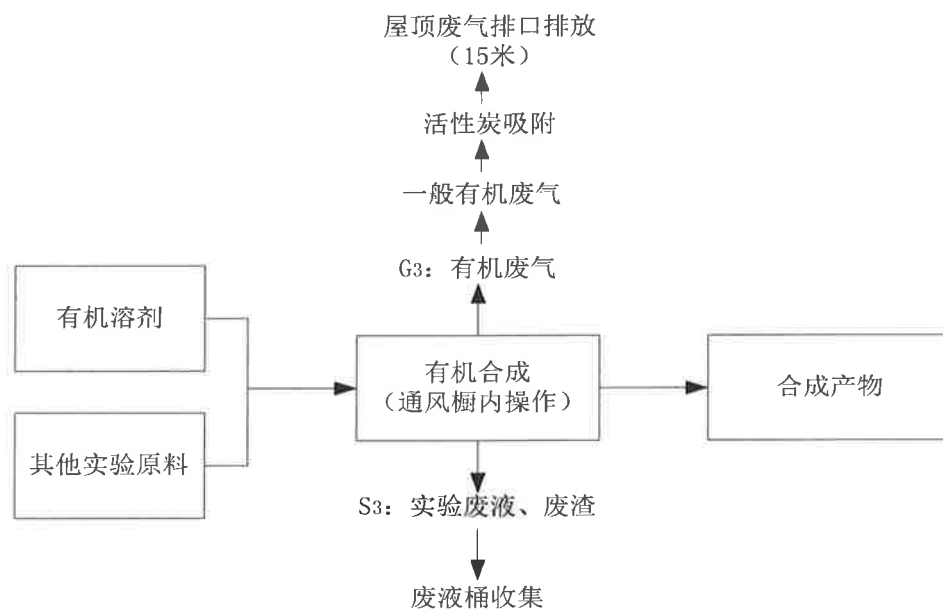 屋顶废气排口排放
（15米）
活性炭吸附
一般有机废气
G3：有机废气
有机溶剂
有机合成
（通风橱内操作）
合成产物
其他实验原料
S3：实验废液、废渣
废液桶收集